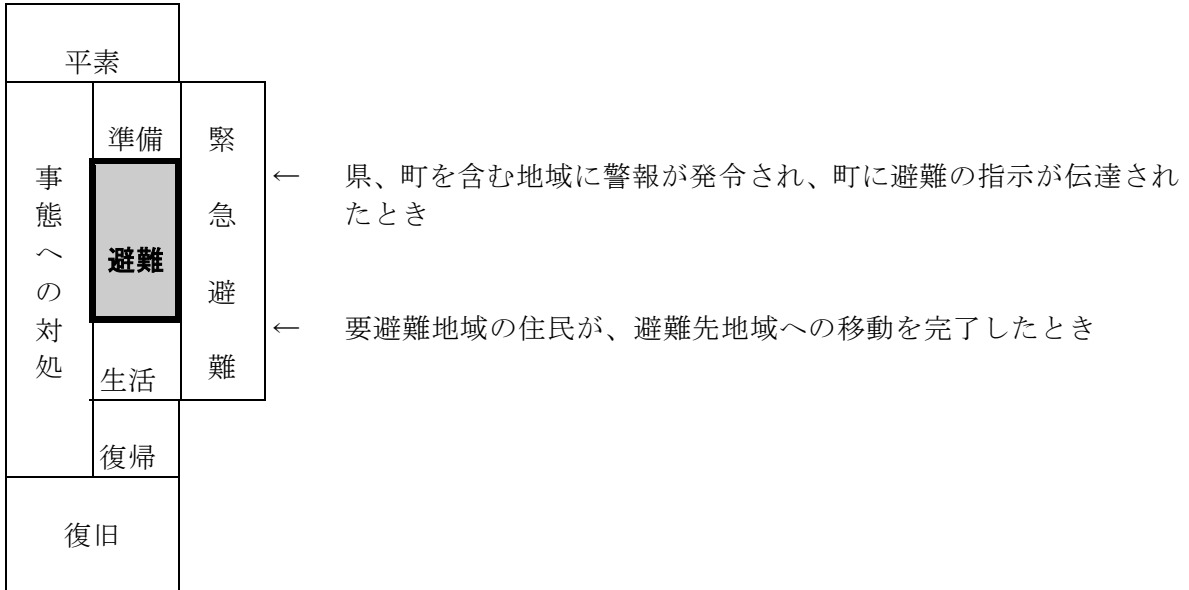 平素
準備
避難
生活
復帰
事態への対処
緊急避難
復旧
← 県、町を含む地域に警報が発令され、町に避難の指示が伝達され
たとき
← 要避難地域の住民が、避難先地域への移動を完了したとき